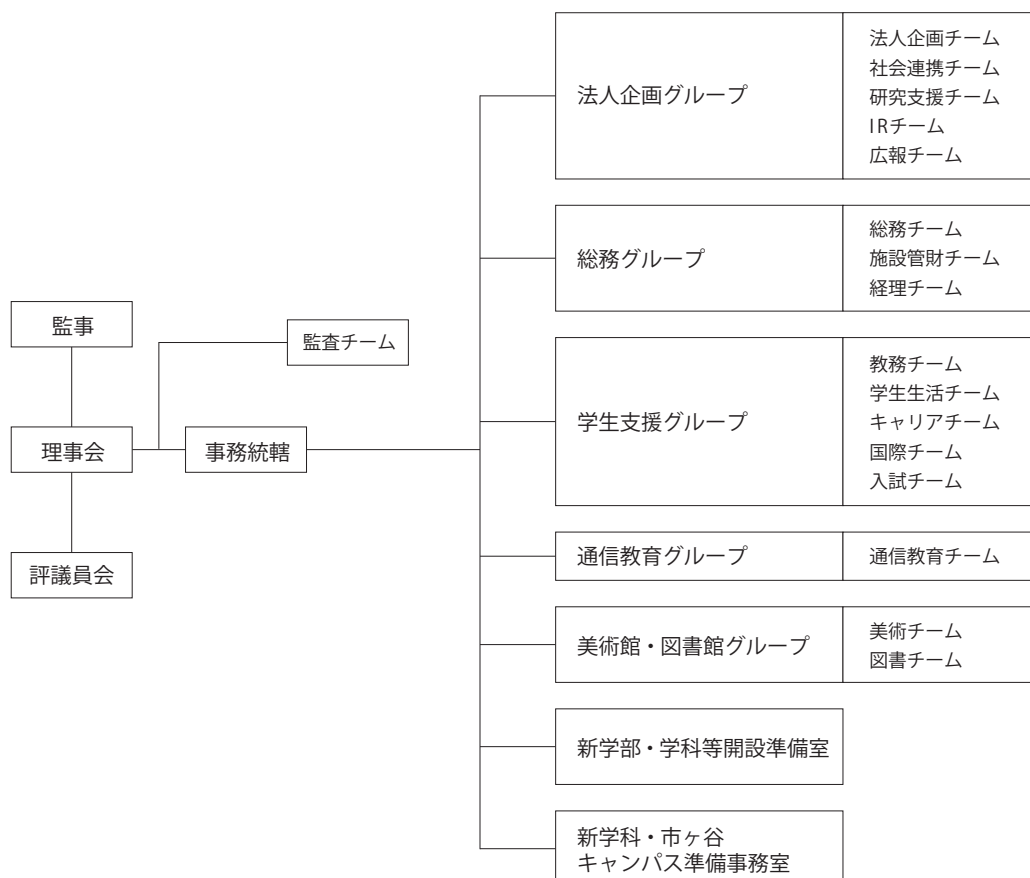 監事
理事会
評議員会
監査チーム
事務統轄
法人企画グループ
法人企画チーム
社会連携チーム
研究支援チーム
IRチーム
広報チーム
総務グループ
総務チーム
施設管財チーム
経理チーム
学生支援グループ
教務チーム
学生生活チーム
キャリアチーム
国際チーム
入試チーム
通信教育グループ
通信教育チーム
美術館・図書館グループ
美術チーム
図書チーム
新学部・学科等開設準備室
新学科・市ヶ谷
キャンパス準備事務室